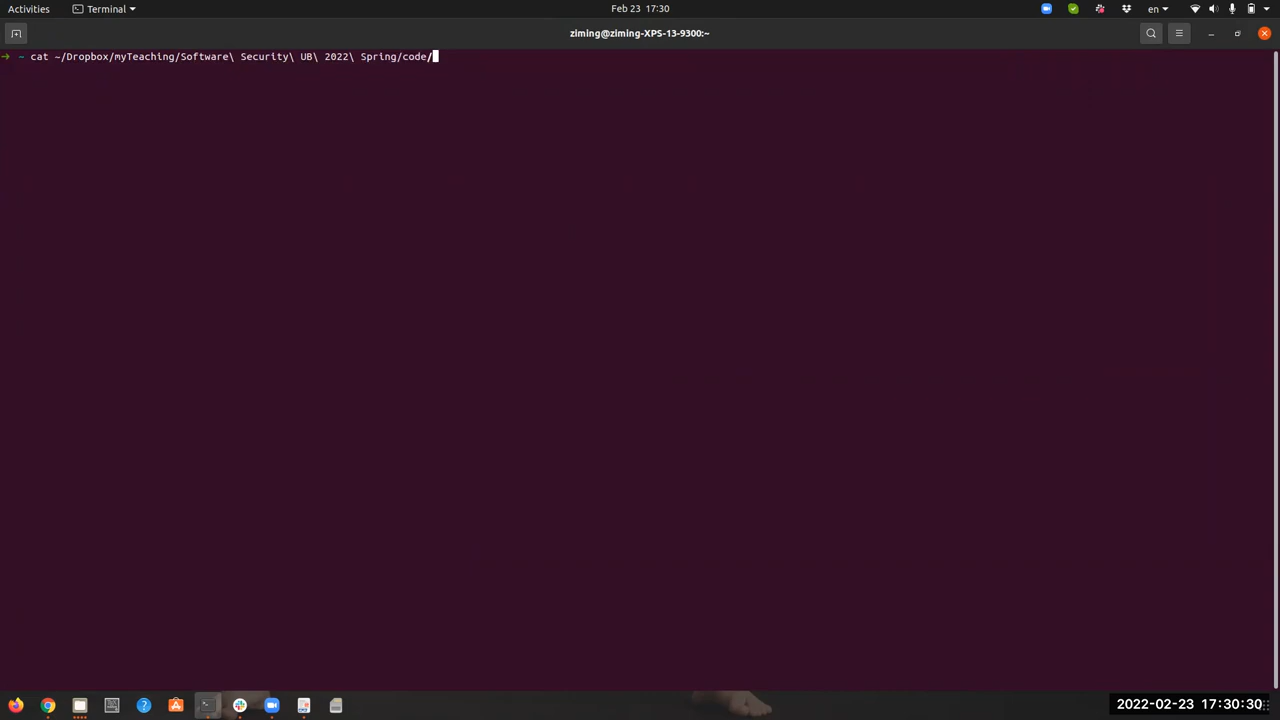 Activities
Terminal
Feb 23 17:30
en
ziming@ziming-XPS-13-9300:~
➜ ~ cat ~/Dropbox/myTeaching/Software\ Security\ UB\ 2022\ Spring/code/
2022-02-23 17:30:30